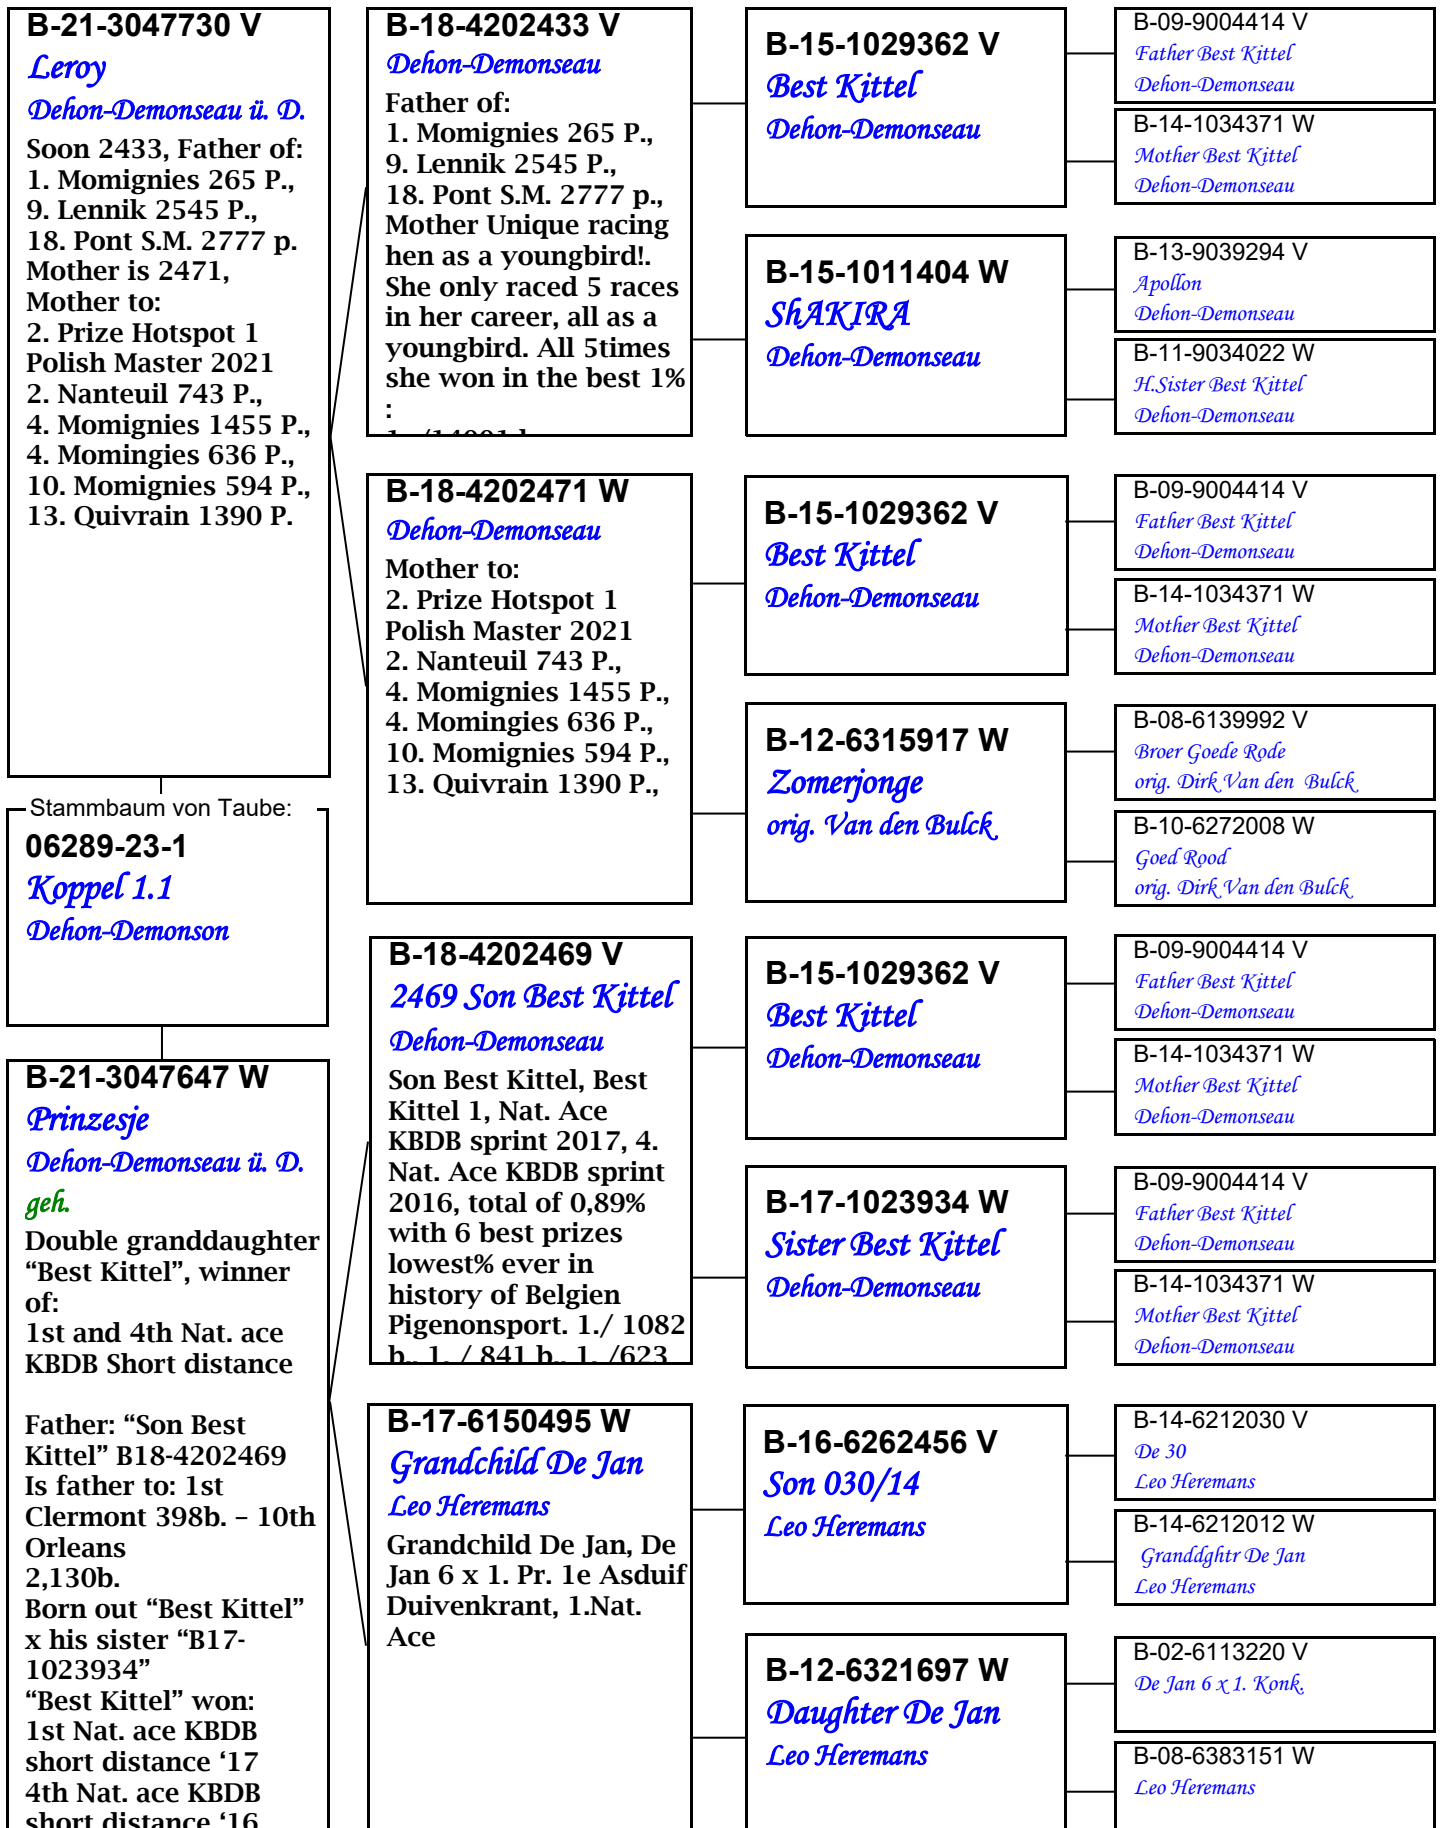 B-21-3047730 V
Leroy
Dehon-Demonseau ü. D.
Soon 2433, Father of:
1. Momignies 265 P.,
9. Lennik 2545 P.,
18. Pont S.M. 2777 p.
Mother is 2471,
Mother to:
2. Prize Hotspot 1
Polish Master 2021
2. Nanteuil 743 P.,
4. Momignies 1455 P.,
4. Momingies 636 P.,
10. Momignies 594 P.,
13. Quivrain 1390 P.
Stammbaum von Taube:
06289-23-1
Koppel 1.1
Dehon-Demonson
B-21-3047647 W
Prinzesje
Dehon-Demonseau ü. D.
geh.
Double granddaughter
“Best Kittel”, winner
of:
1st and 4th Nat. ace
KBDB Short distance
Father: “Son Best
Kittel” B18-4202469
Is father to: 1st
Clermont 398b. – 10th
Orleans
2,130b.
Born out “Best Kittel”
x his sister “B17-
1023934”
“Best Kittel” won:
1st Nat. ace KBDB
short distance ‘17
4th Nat. ace KBDB
short distance ‘16
B-18-4202433 V
Dehon-Demonseau
Father of:
1. Momignies 265 P.,
9. Lennik 2545 P.,
18. Pont S.M. 2777 p.,
Mother Unique racing
hen as a youngbird!.
She only raced 5 races
in her career, all as a
youngbird. All 5times
she won in the best 1%
:
B-18-4202471 W
Dehon-Demonseau
Mother to:
2. Prize Hotspot 1
Polish Master 2021
2. Nanteuil 743 P.,
4. Momignies 1455 P.,
4. Momingies 636 P.,
10. Momignies 594 P.,
13. Quivrain 1390 P.,
B-18-4202469 V
2469 Son Best Kittel
Dehon-Demonseau
Son Best Kittel, Best
Kittel 1, Nat. Ace
KBDB sprint 2017, 4.
Nat. Ace KBDB sprint
2016, total of 0,89%
with 6 best prizes
lowest% ever in
history of Belgien
Pigenonsport. 1./ 1082
b., 1. / 841 b., 1. /623
B-17-6150495 W
Grandchild De Jan
Leo Heremans
Grandchild De Jan, De
Jan 6 x 1. Pr. 1e Asduif
Duivenkrant, 1.Nat.
Ace
B-15-1029362 V
Best Kittel
Dehon-Demonseau
B-15-1011404 W
ShAKIRA
Dehon-Demonseau
B-15-1029362 V
Best Kittel
Dehon-Demonseau
B-12-6315917 W
Zomerjonge
orig. Van den Bulck
B-15-1029362 V
Best Kittel
Dehon-Demonseau
B-17-1023934 W
Sister Best Kittel
Dehon-Demonseau
B-16-6262456 V
Son 030/14
Leo Heremans
B-12-6321697 W
Daughter De Jan
Leo Heremans
B-09-9004414 V
Father Best Kittel
Dehon-Demonseau
B-14-1034371 W
Mother Best Kittel
Dehon-Demonseau
B-13-9039294 V
Apollon
Dehon-Demonseau
B-11-9034022 W
H.Sister Best Kittel
Dehon-Demonseau
B-09-9004414 V
Father Best Kittel
Dehon-Demonseau
B-14-1034371 W
Mother Best Kittel
Dehon-Demonseau
B-08-6139992 V
Broer Goede Rode
orig. Dirk Van den Bulck
B-10-6272008 W
Goed Rood
orig. Dirk Van den Bulck
B-09-9004414 V
Father Best Kittel
Dehon-Demonseau
B-14-1034371 W
Mother Best Kittel
Dehon-Demonseau
B-09-9004414 V
Father Best Kittel
Dehon-Demonseau
B-14-1034371 W
Mother Best Kittel
Dehon-Demonseau
B-14-6212030 V
De 30
Leo Heremans
B-14-6212012 W
Granddghtr De Jan
Leo Heremans
B-02-6113220 V
De Jan 6 x 1. Konk.
B-08-6383151 W
Leo Heremans